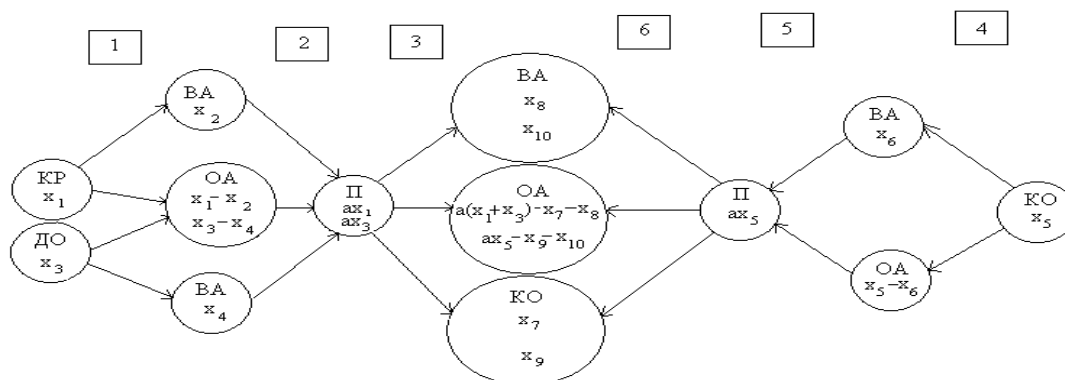 1
2
3
6
5
4
ВА
x₂
КР
x₁
ДО
x₃
ОА
x₁ − x₂
x₃ − x₄
ВА
x₄
П
ax₁
ax₃
ВА
x₈
x₁₀
ОА
a(x₁+x₃)-x₇−x₈
ax₅−x₉−x₁₀
КО
x₇
x₉
П
ax₅
ВА
x₆
ОА
x₅−x₆
КО
x₅